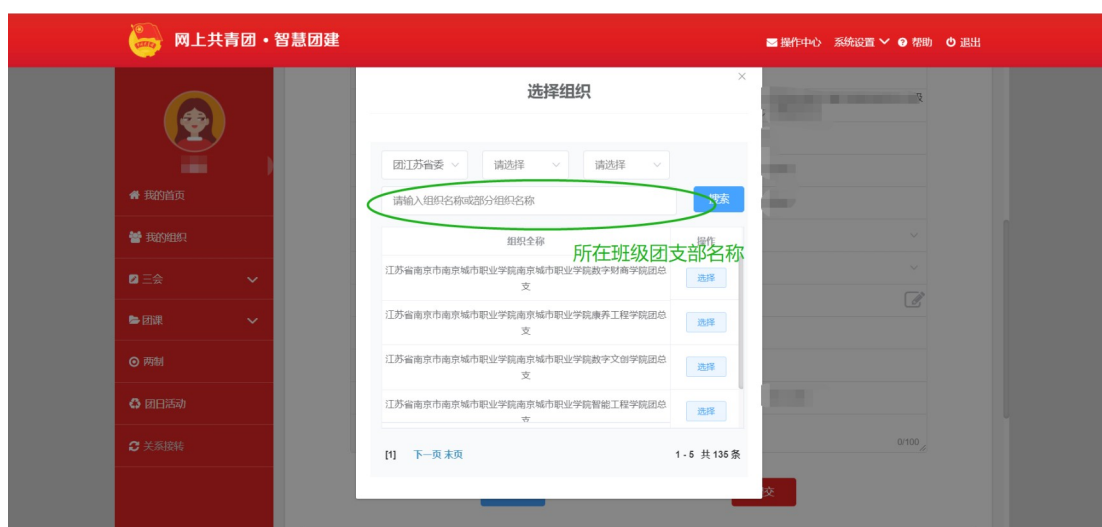 网上共青团·智慧团建
操作中心 系统设置 帮助 退出
我的首页
我的组织
三会
团课
两制
团日活动
关系接转
选择组织
×
团江苏省委 请选择 请选择
请输入组织名称或部分组织名称 搜索
组织全称 操作
所在班级团支部名称
江苏省南京市南京城市职业学院南京城市职业学院数字财商学院团总
支
选择
江苏省南京市南京城市职业学院南京城市职业学院康养工程学院团总
支
选择
江苏省南京市南京城市职业学院南京城市职业学院数字文创学院团总
支
选择
江苏省南京市南京城市职业学院南京城市职业学院智能工程学院团总
支
选择
[1] 下一页 末页 1 - 5 共 135 条
0/100
交